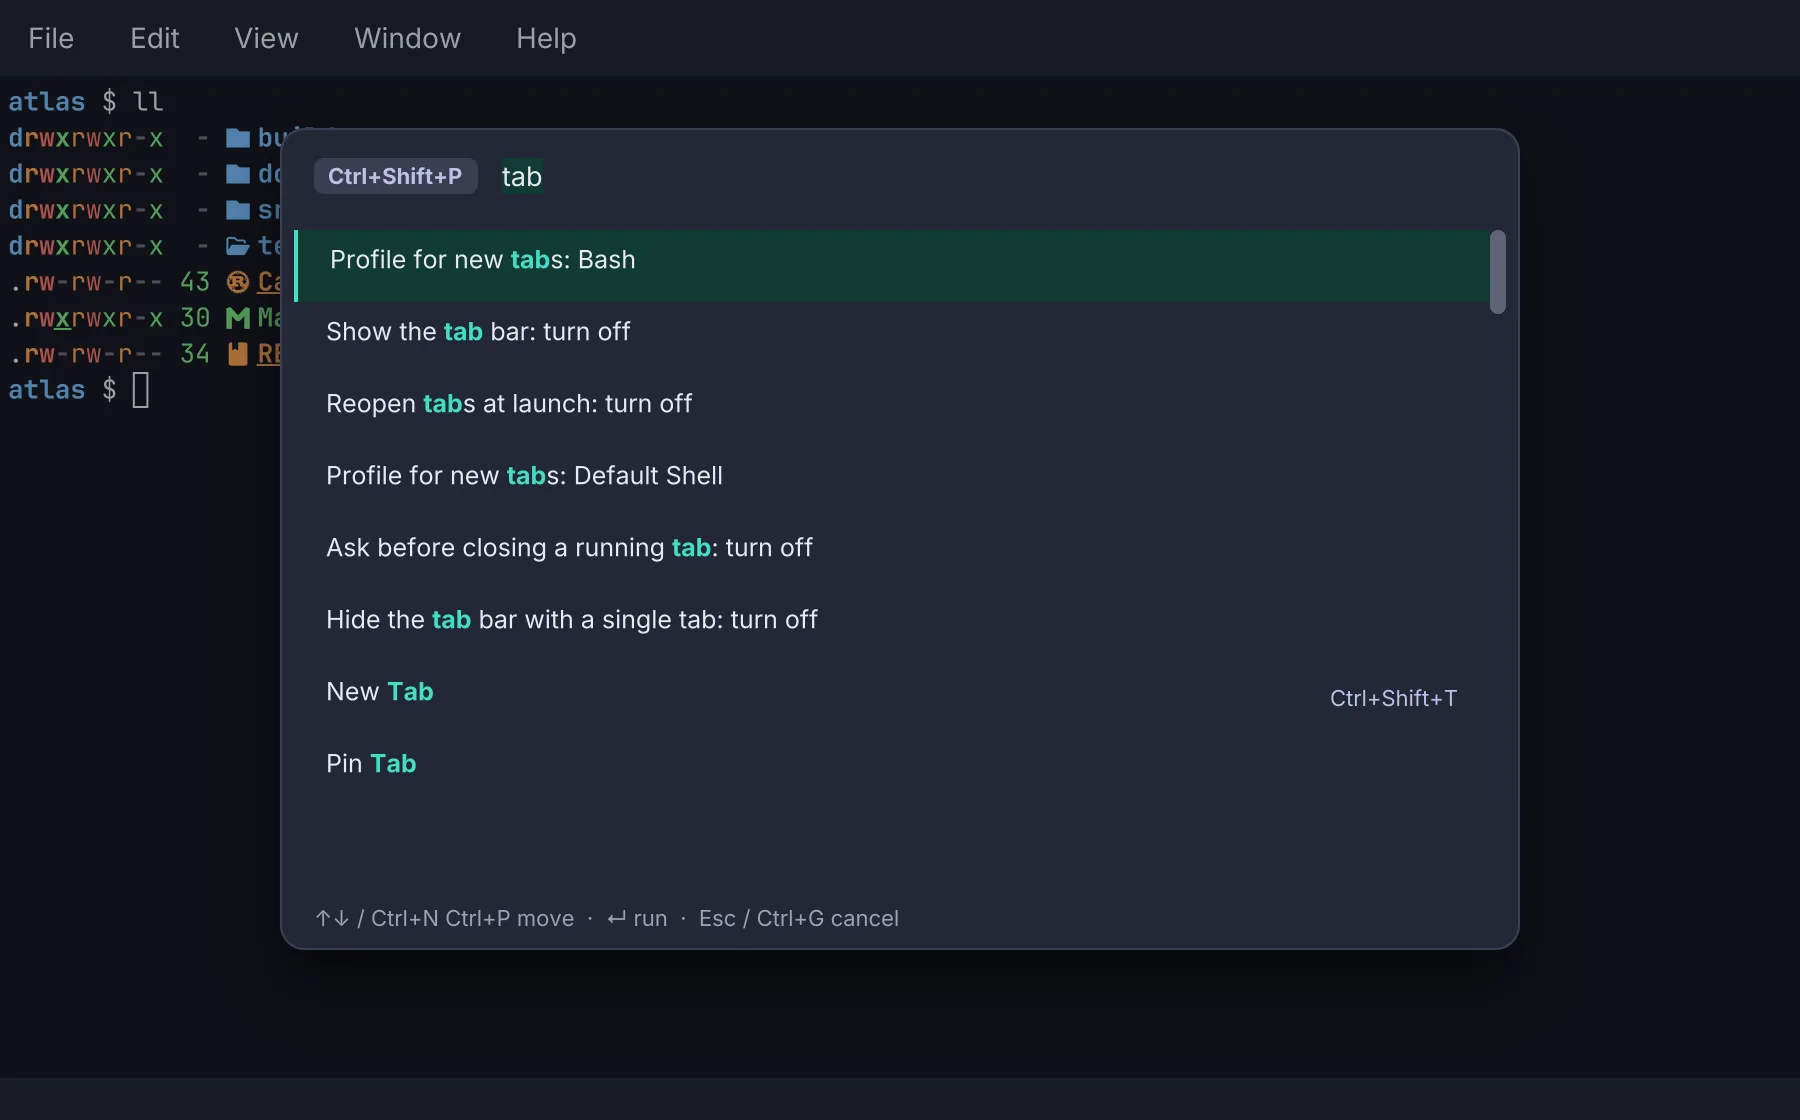 File Edit View Window Help
atlas $ ll
drwxrwxr-x -
drwxrwxr-x -
drwxrwxr-x -
drwxrwxr-x -
.rw-rw-r-- 43
.rwxrwxr-x 30
.rw-rw-r-- 34
atlas $
Ctrl+Shift+P tab
Profile for new tabs: Bash
Show the tab bar: turn off
Reopen tabs at launch: turn off
Profile for new tabs: Default Shell
Ask before closing a running tab: turn off
Hide the tab bar with a single tab: turn off
New Tab Ctrl+Shift+T
Pin Tab
↑↓ / Ctrl+N Ctrl+P move · ↵ run · Esc / Ctrl+G cancel